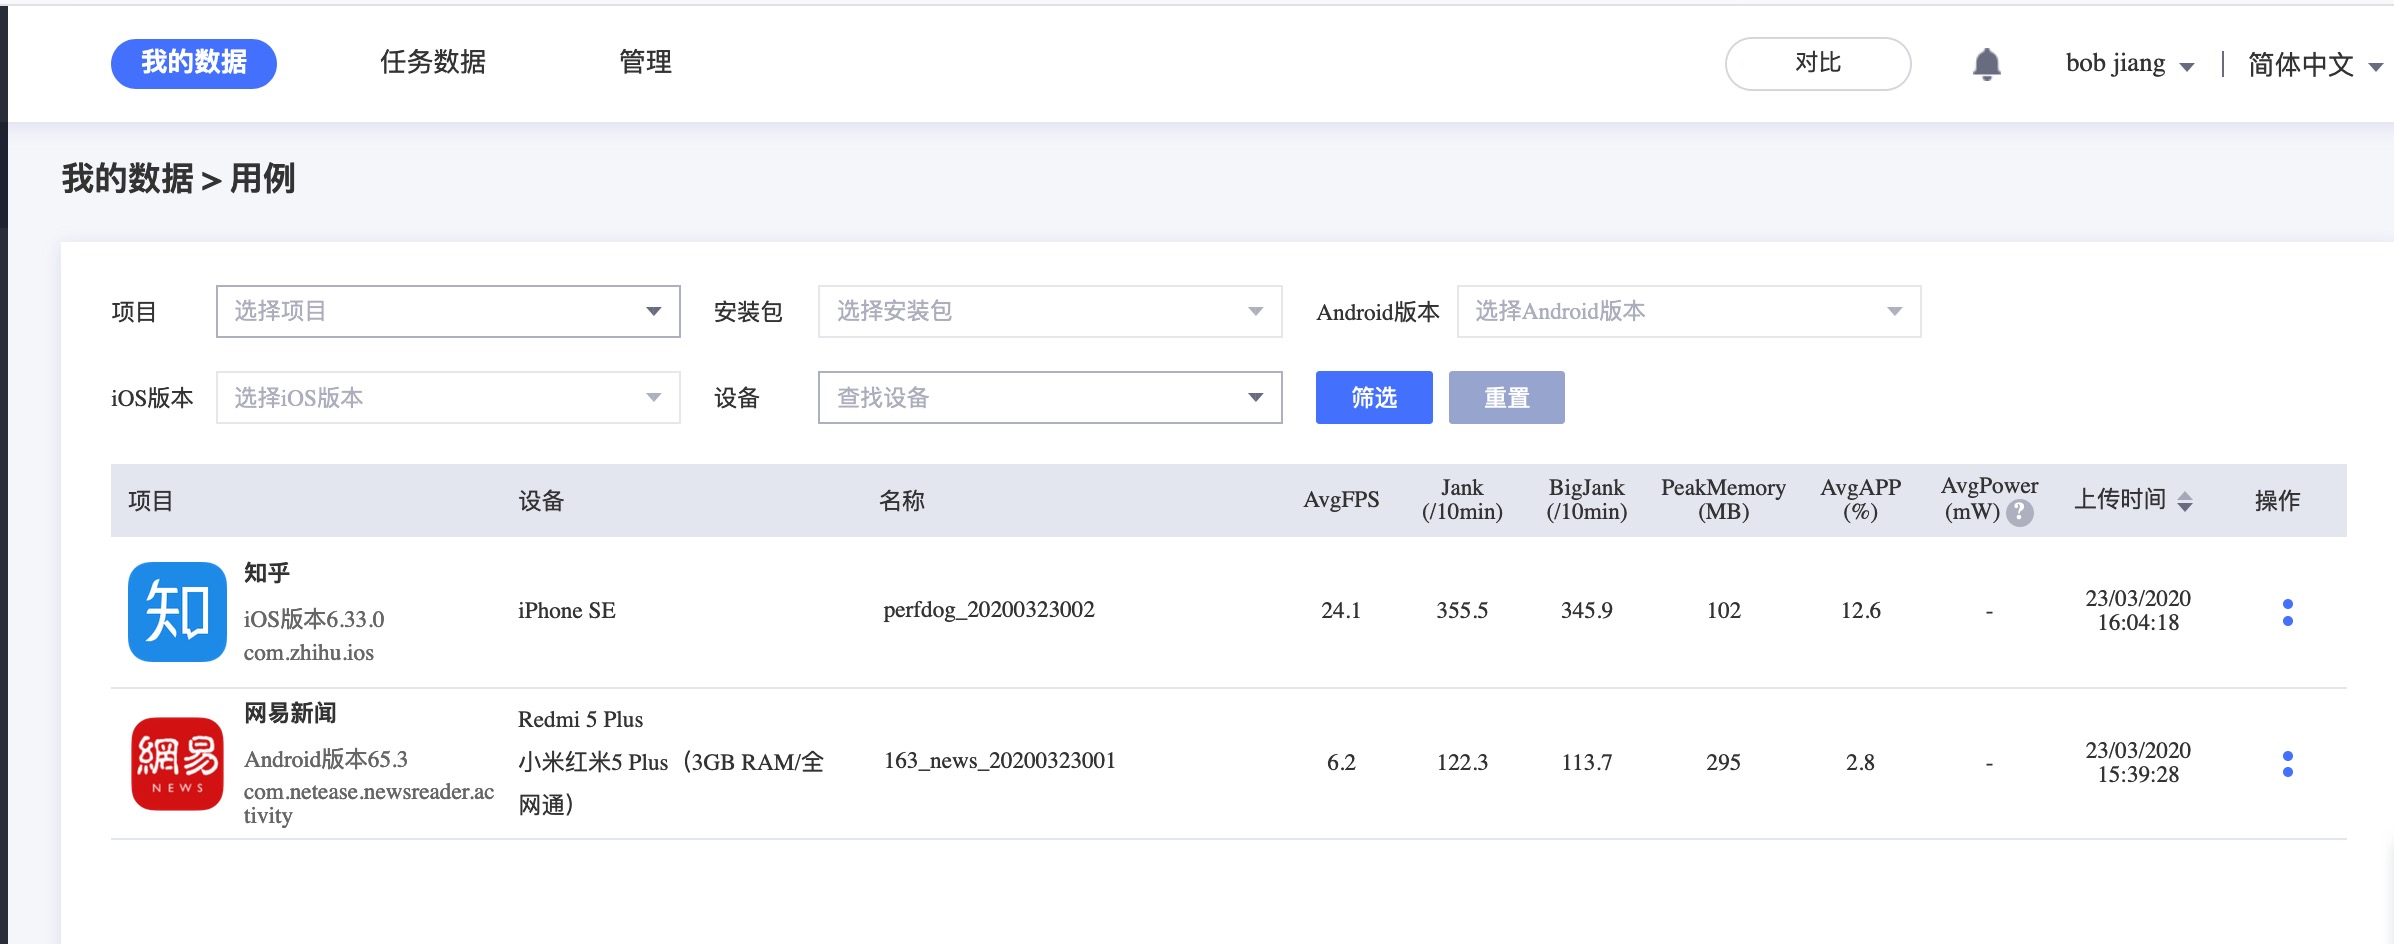 我的数据 任务数据 管理 对比 bob jiang 简体中文
我的数据 > 用例
项目 选择项目 安装包 选择安装包 Android版本 选择Android版本
iOS版本 选择iOS版本 设备 查找设备 筛选 重置
项目 设备 名称 AvgFPS Jank (/10min) BigJank (/10min) PeakMemory (MB) AvgAPP (%) AvgPower (mW) ? 上传时间 操作
知
知乎
iOS版本6.33.0
com.zhihu.ios
iPhone SE
perfdog_20200323002
24.1 355.5 345.9 102 12.6 -
23/03/2020
16:04:18
網易
NEWS
网易新闻
Android版本65.3
com.netease.newsreader.ac
tivity
Redmi 5 Plus
小米红米5 Plus（3GB RAM/全
网通）
163_news_20200323001
6.2 122.3 113.7 295 2.8 -
23/03/2020
15:39:28